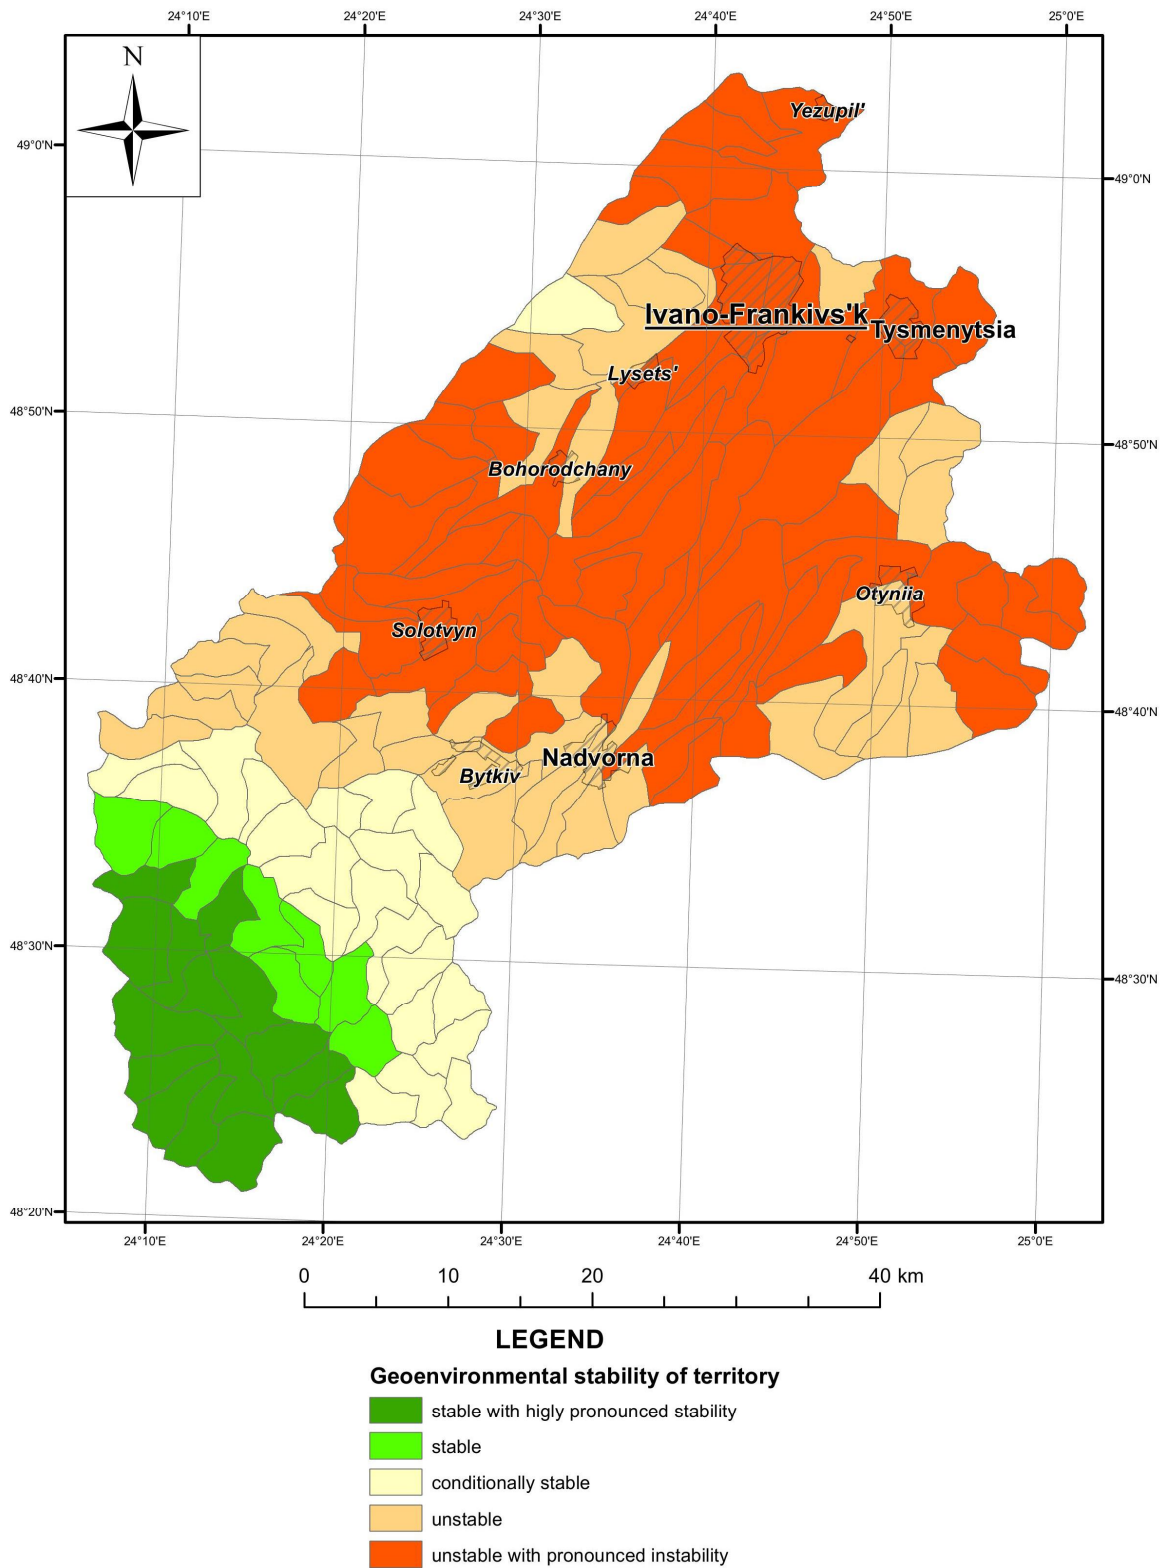 24°10'E 24°20'E 24°30'E 24°40'E 24°50'E 25°0'E
N
Yezupil'
49°0'N
49°0'N
Ivano-Frankivs'k
Tysmenytsia
Lysets'
48°50'N
48°50'N
Bohorodchany
Otyniia
Solotvyn
48°40'N
48°40'N
Nadvorna
Bytkiv
48°30'N
48°30'N
48°20'N
24°10'E 24°20'E 24°30'E 24°40'E 24°50'E 25°0'E
0 10 20 40 km
LEGEND
Geoenvironmental stability of territory
stable with higly pronounced stability
stable
conditionally stable
unstable
unstable with pronounced instability